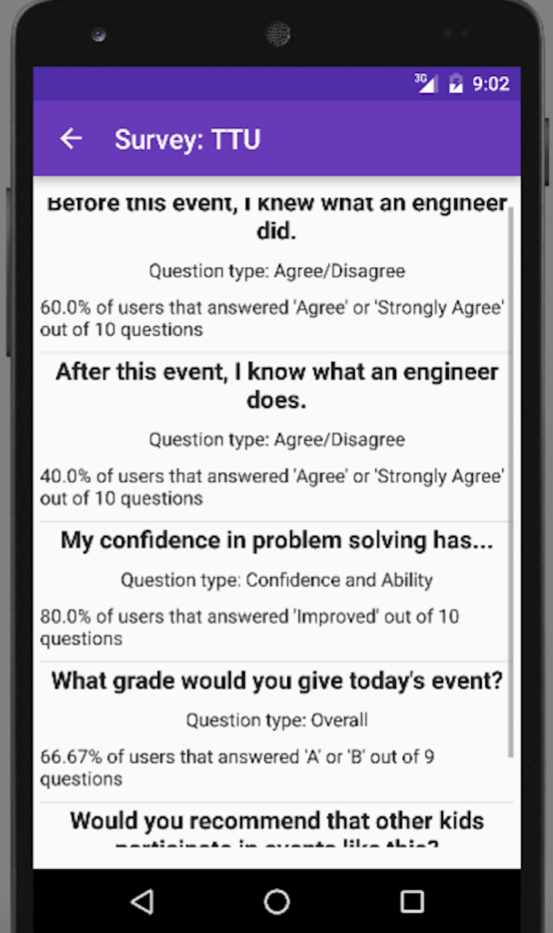 3G 9:02
Survey: TTU
Before this event, I knew what an engineer
did.
Question type: Agree/Disagree
60.0% of users that answered 'Agree' or 'Strongly Agree'
out of 10 questions
After this event, I know what an engineer
does.
Question type: Agree/Disagree
40.0% of users that answered 'Agree' or 'Strongly Agree'
out of 10 questions
My confidence in problem solving has...
Question type: Confidence and Ability
80.0% of users that answered 'Improved' out of 10
questions
What grade would you give today's event?
Question type: Overall
66.67% of users that answered 'A' or 'B' out of 9
questions
Would you recommend that other kids
participate in events like this?